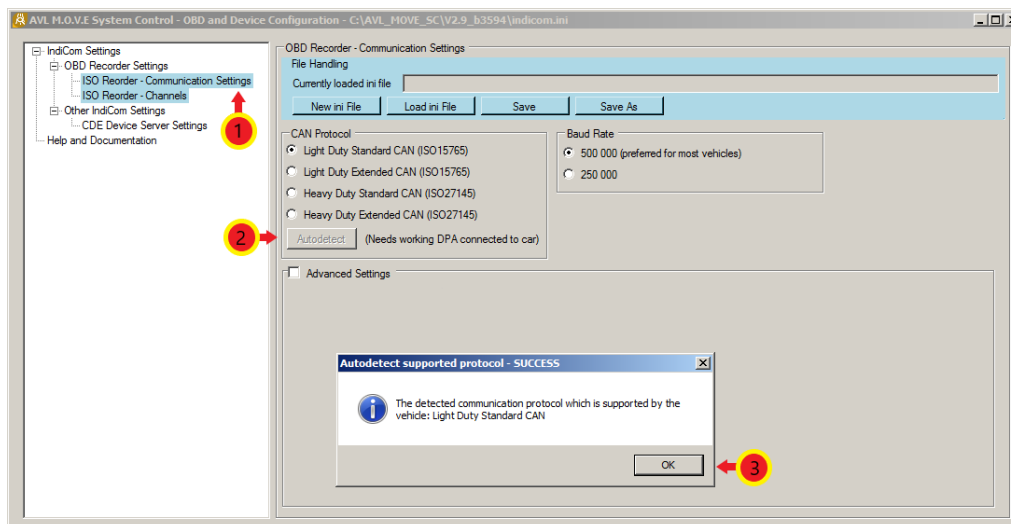 AVL M.O.V.E System Control - OBD and Device Configuration - C:\AVL_MOVE_SC\V2.9_b3594\indicom.ini
IndiCom Settings
OBD Recorder Settings
ISO Reorder - Communication Settings
ISO Reorder - Channels
Other IndiCom Settings
CDE Device Server Settings
Help and Documentation
1
OBD Recorder - Communication Settings
File Handling
Currently loaded ini file
New ini File Load ini File Save Save As
CAN Protocol
Light Duty Standard CAN (ISO15765)
Light Duty Extended CAN (ISO15765)
Heavy Duty Standard CAN (ISO27145)
Heavy Duty Extended CAN (ISO27145)
2
Autodetect (Needs working DPA connected to car)
Baud Rate
500 000 (preferred for most vehicles)
250 000
Advanced Settings
Autodetect supported protocol - SUCCESS
The detected communication protocol which is supported by the
vehicle: Light Duty Standard CAN
OK
3